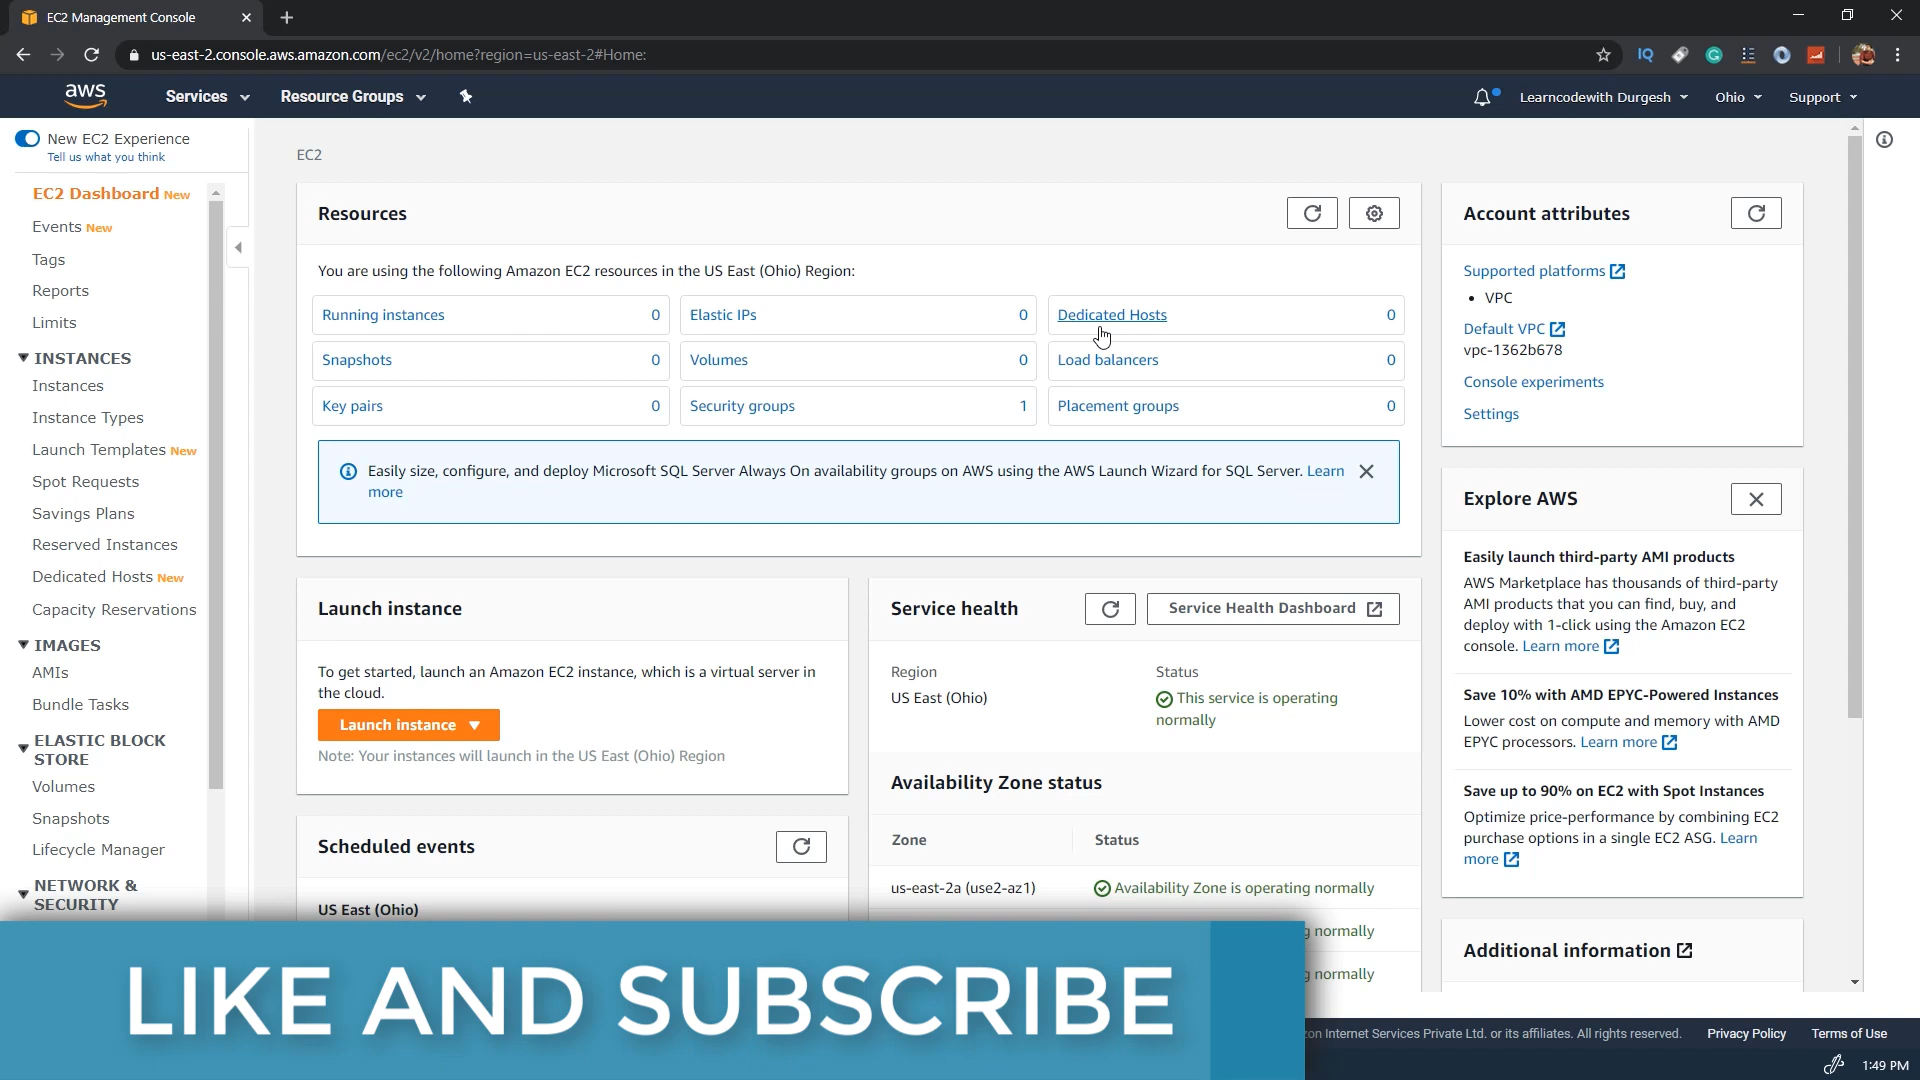 EC2 Management Console
us-east-2.console.aws.amazon.com/ec2/v2/home?region=us-east-2#Home:
IQ
aws
Services
Resource Groups
Learncodewith Durgesh
Ohio
Support
New EC2 Experience
Tell us what you think
EC2 Dashboard New
Events New
Tags
Reports
Limits
INSTANCES
Instances
Instance Types
Launch Templates New
Spot Requests
Savings Plans
Reserved Instances
Dedicated Hosts New
Capacity Reservations
IMAGES
AMIs
Bundle Tasks
ELASTIC BLOCK
STORE
Volumes
Snapshots
Lifecycle Manager
NETWORK &
SECURITY
EC2
Resources
You are using the following Amazon EC2 resources in the US East (Ohio) Region:
Running instances 0
Elastic IPs 0
Dedicated Hosts 0
Snapshots 0
Volumes 0
Load balancers 0
Key pairs 0
Security groups 1
Placement groups 0
Easily size, configure, and deploy Microsoft SQL Server Always On availability groups on AWS using the AWS Launch Wizard for SQL Server. Learn
more
Launch instance
To get started, launch an Amazon EC2 instance, which is a virtual server in
the cloud.
Launch instance
Note: Your instances will launch in the US East (Ohio) Region
Scheduled events
US East (Ohio)
Service health
Service Health Dashboard
Region
US East (Ohio)
Status
This service is operating
normally
Availability Zone status
Zone
Status
us-east-2a (use2-az1)
Availability Zone is operating normally
g normally
g normally
Account attributes
Supported platforms
• VPC
Default VPC
vpc-1362b678
Console experiments
Settings
Explore AWS
Easily launch third-party AMI products
AWS Marketplace has thousands of third-party
AMI products that you can find, buy, and
deploy with 1-click using the Amazon EC2
console. Learn more
Save 10% with AMD EPYC-Powered Instances
Lower cost on compute and memory with AMD
EPYC processors. Learn more
Save up to 90% on EC2 with Spot Instances
Optimize price-performance by combining EC2
purchase options in a single EC2 ASG. Learn
more
Additional information
LIKE AND SUBSCRIBE
zon Internet Services Private Ltd. or its affiliates. All rights reserved.
Privacy Policy
Terms of Use
1:49 PM